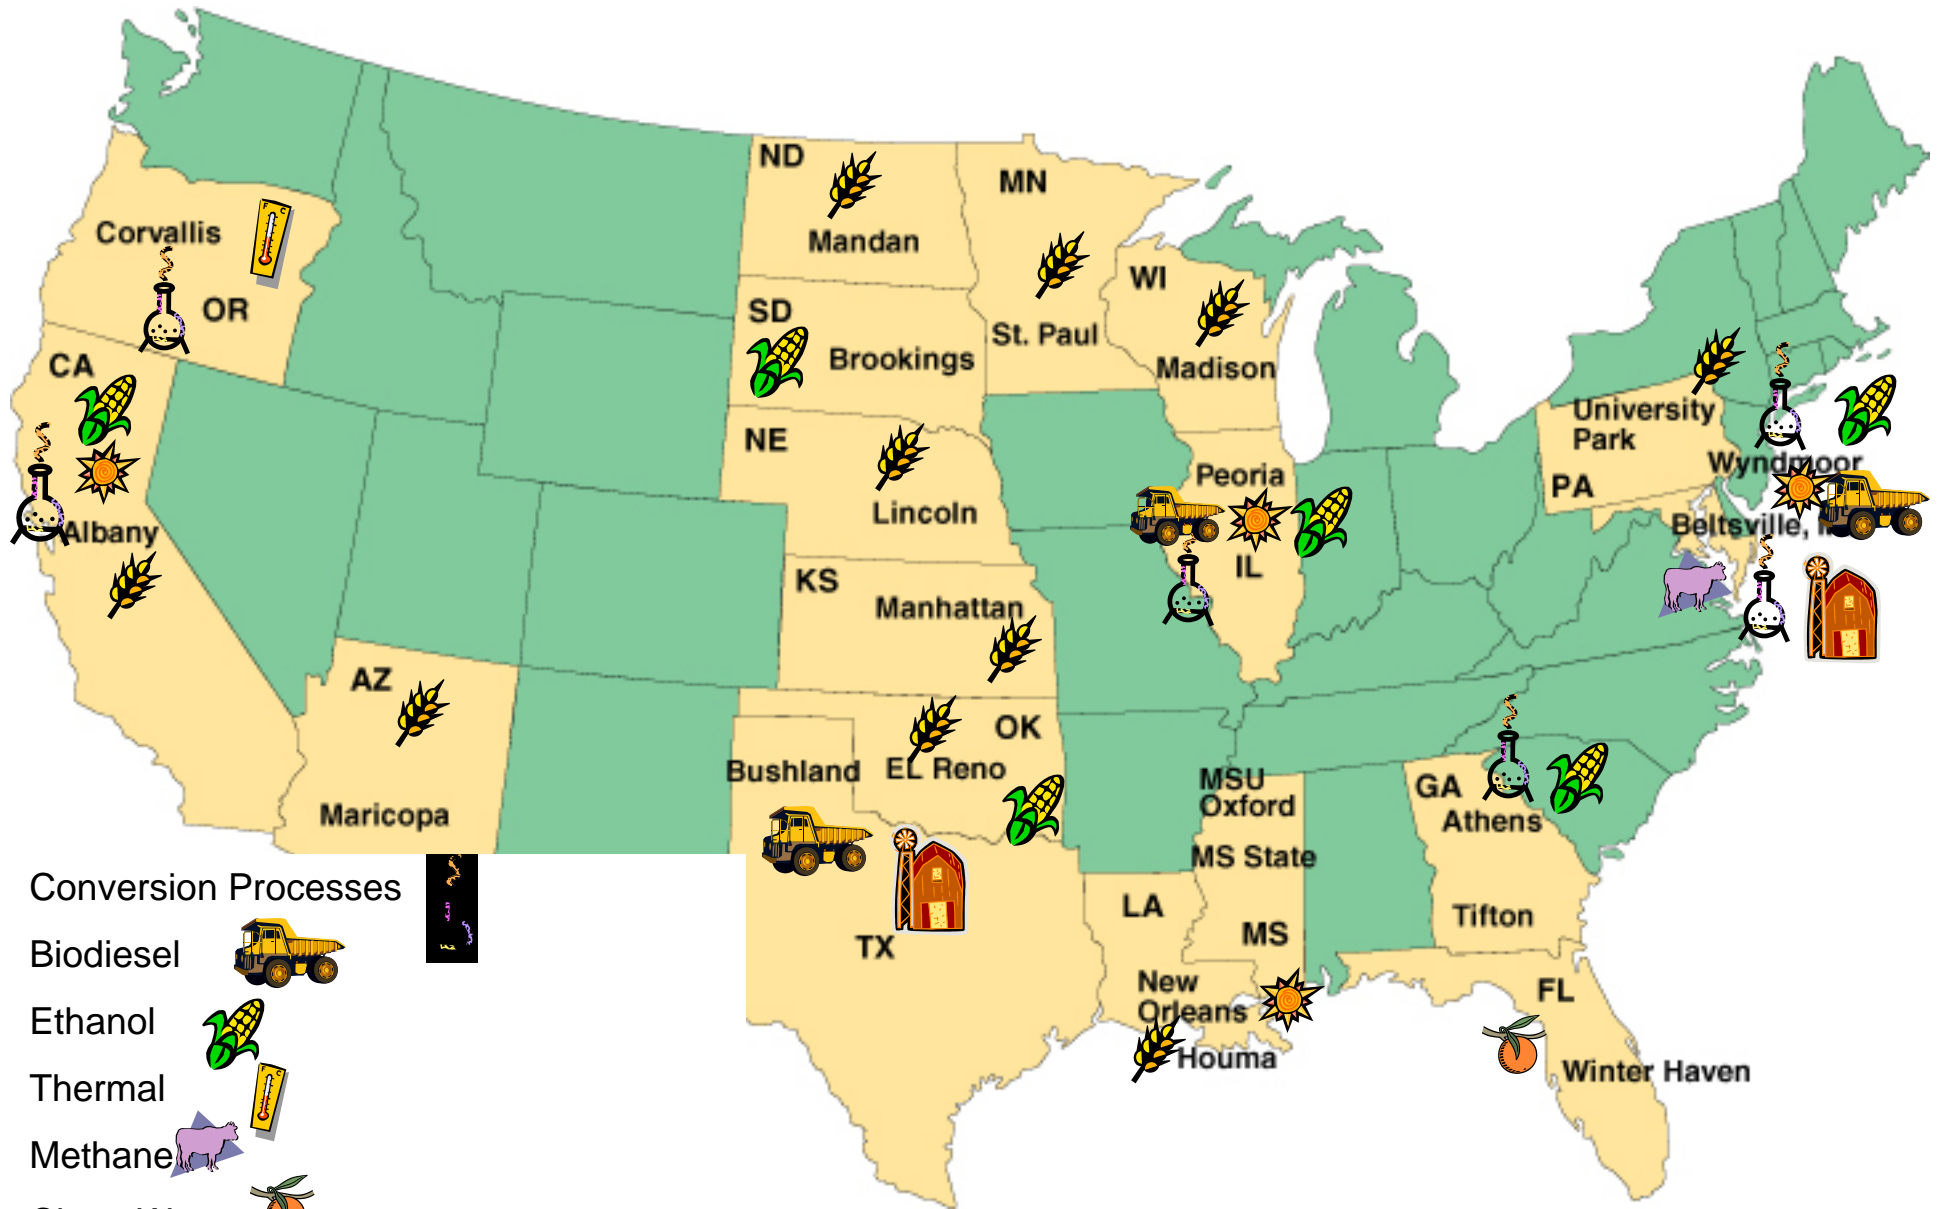 ND
MN
Corvallis
Mandan
OR
WI
SD
St. Paul
Brookings
CA
Madison
University
Park
NE
Wyndmoor
Peoria
PA
Lincoln
Beltsville,
Albany
IL
KS
Manhattan
AZ
OK
Bushland
EL Reno
MSU
Oxford
GA
Athens
Maricopa
MS State
LA
Tifton
MS
TX
New
Orleans
FL
Houma
Winter Haven
Conversion Processes
Biodiesel
Ethanol
Thermal
Methane
F C
F C